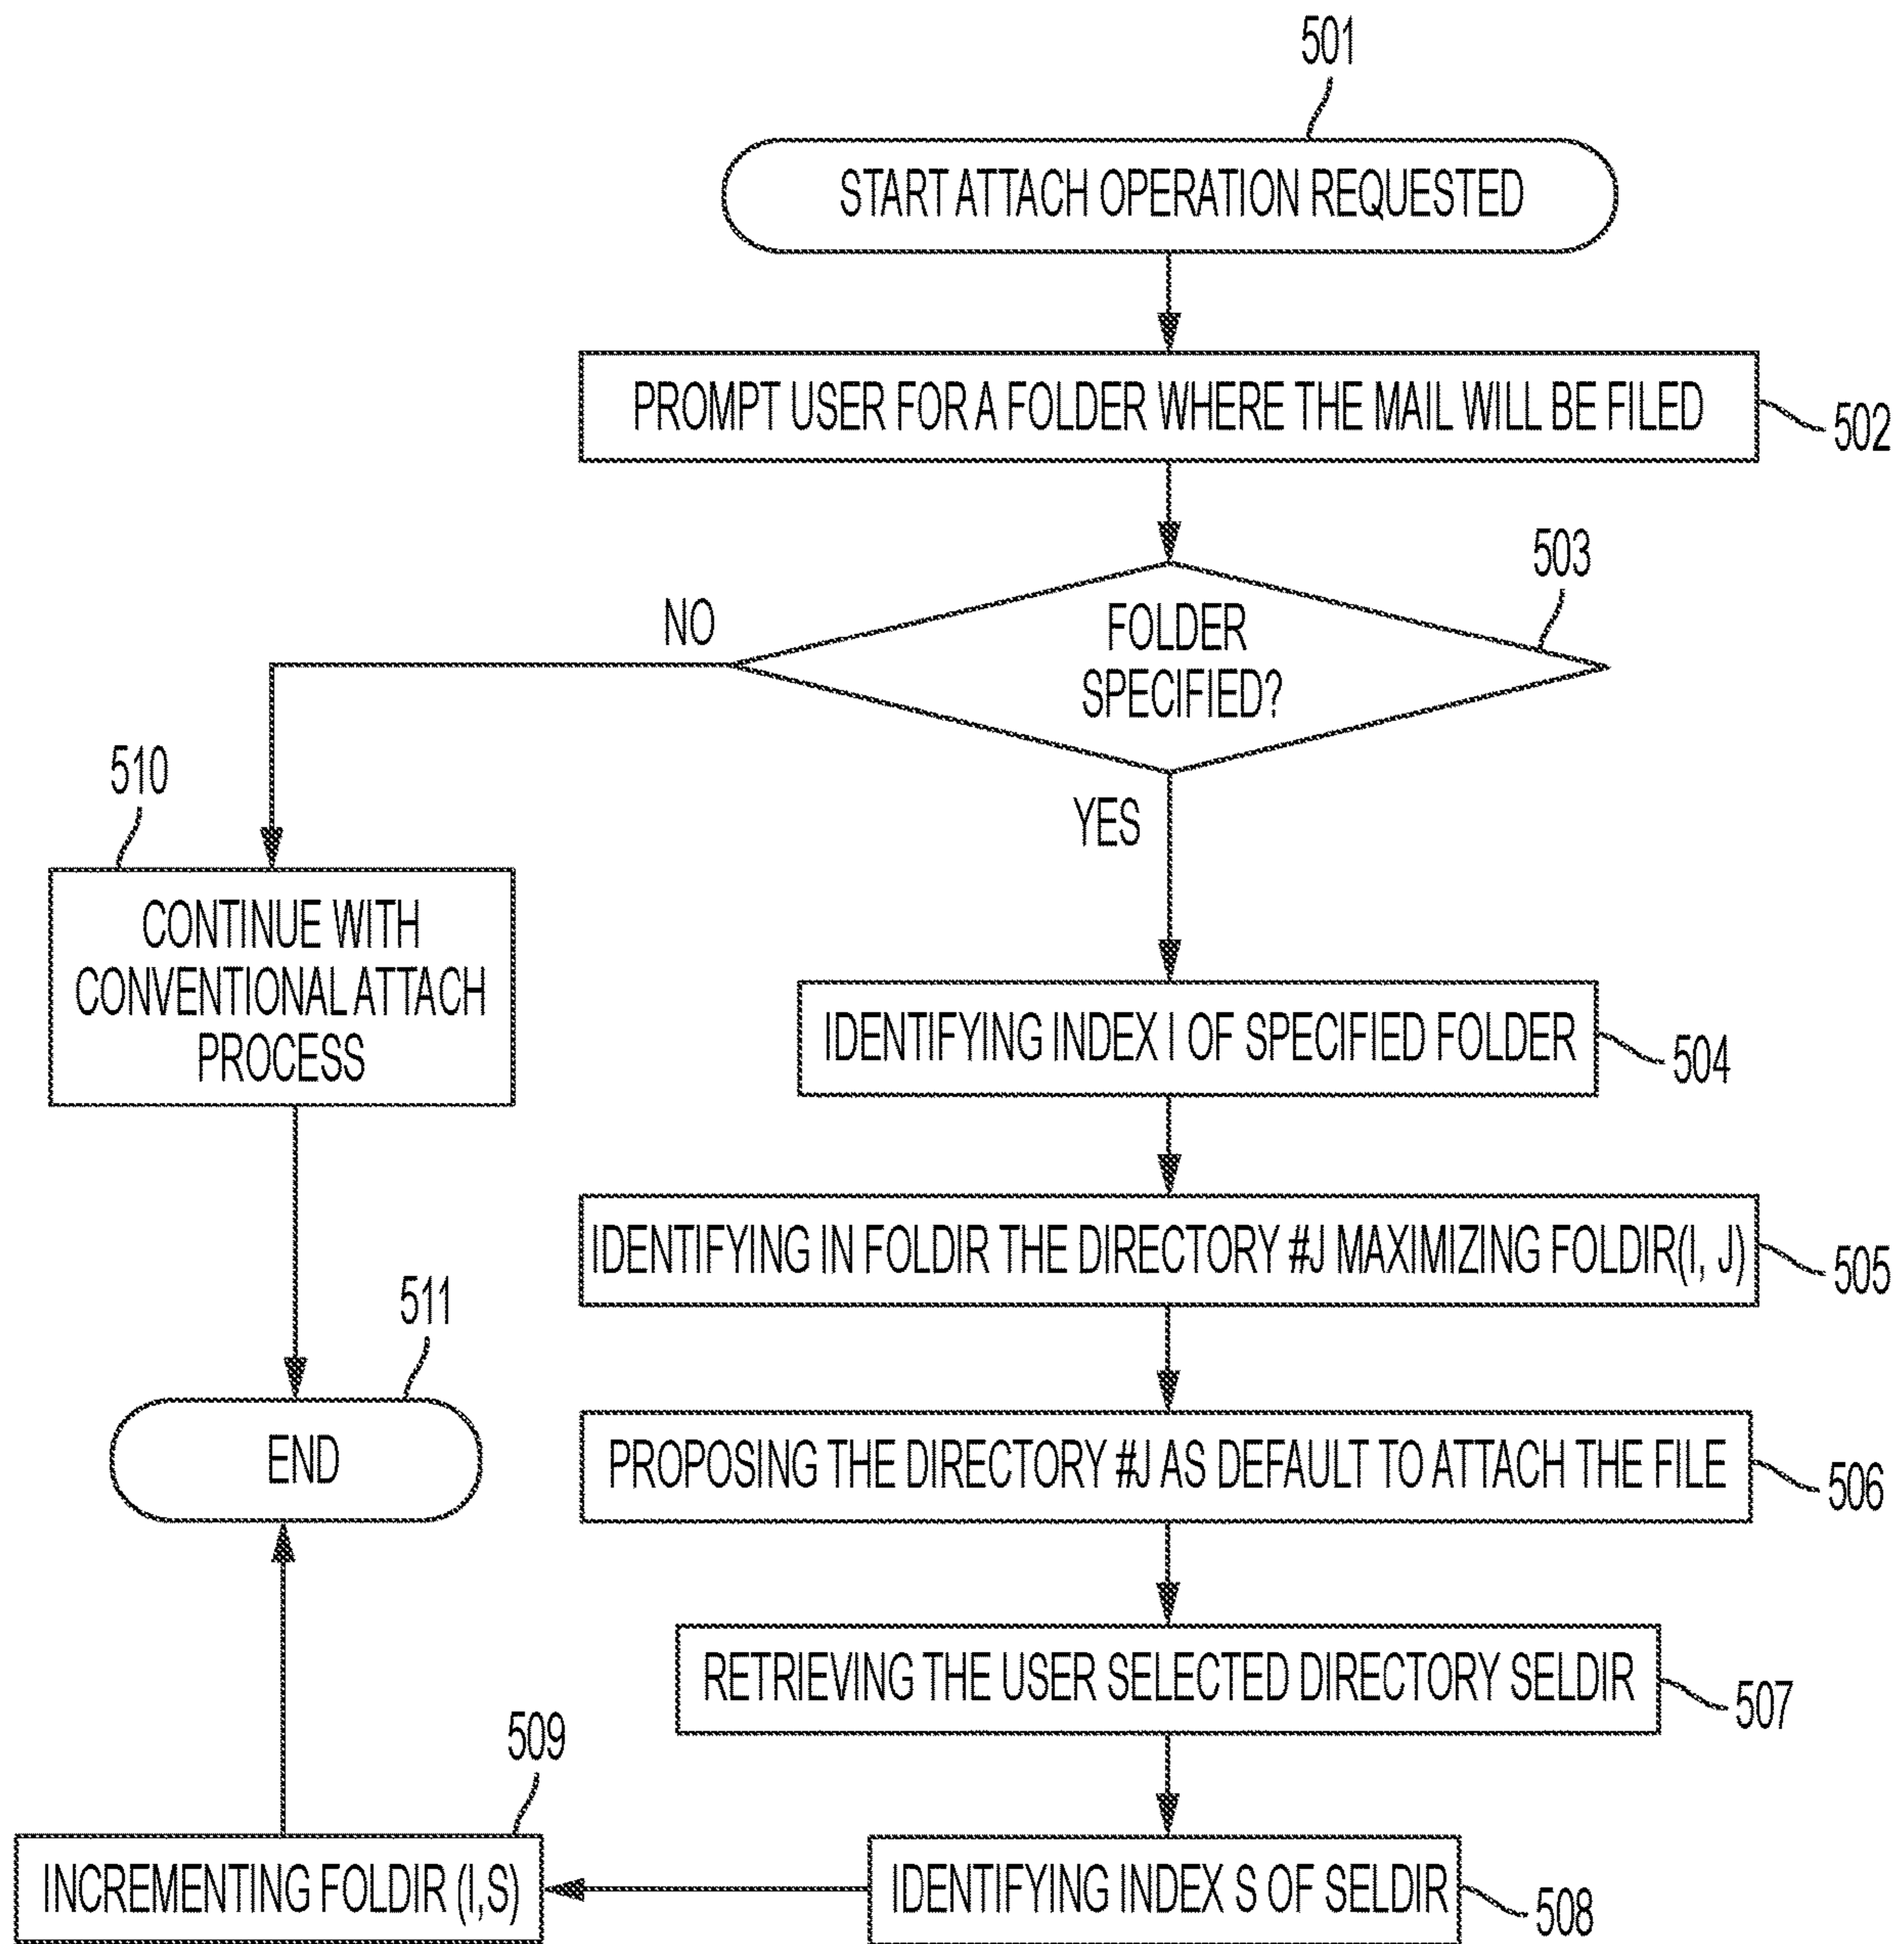 501
START ATTACH OPERATION REQUESTED
PROMPT USER FOR A FOLDER WHERE THE MAIL WILL BE FILED
502
503
FOLDER
SPECIFIED?
NO
YES
510
CONTINUE WITH
CONVENTIONAL ATTACH
PROCESS
IDENTIFYING INDEX I OF SPECIFIED FOLDER
504
IDENTIFYING IN FOLDIR THE DIRECTORY #J MAXIMIZING FOLDIR(I, J)
505
511
END
PROPOSING THE DIRECTORY #J AS DEFAULT TO ATTACH THE FILE
506
RETRIEVING THE USER SELECTED DIRECTORY SELDIR
507
509
INCREMENTING FOLDIR (I,S)
IDENTIFYING INDEX S OF SELDIR
508